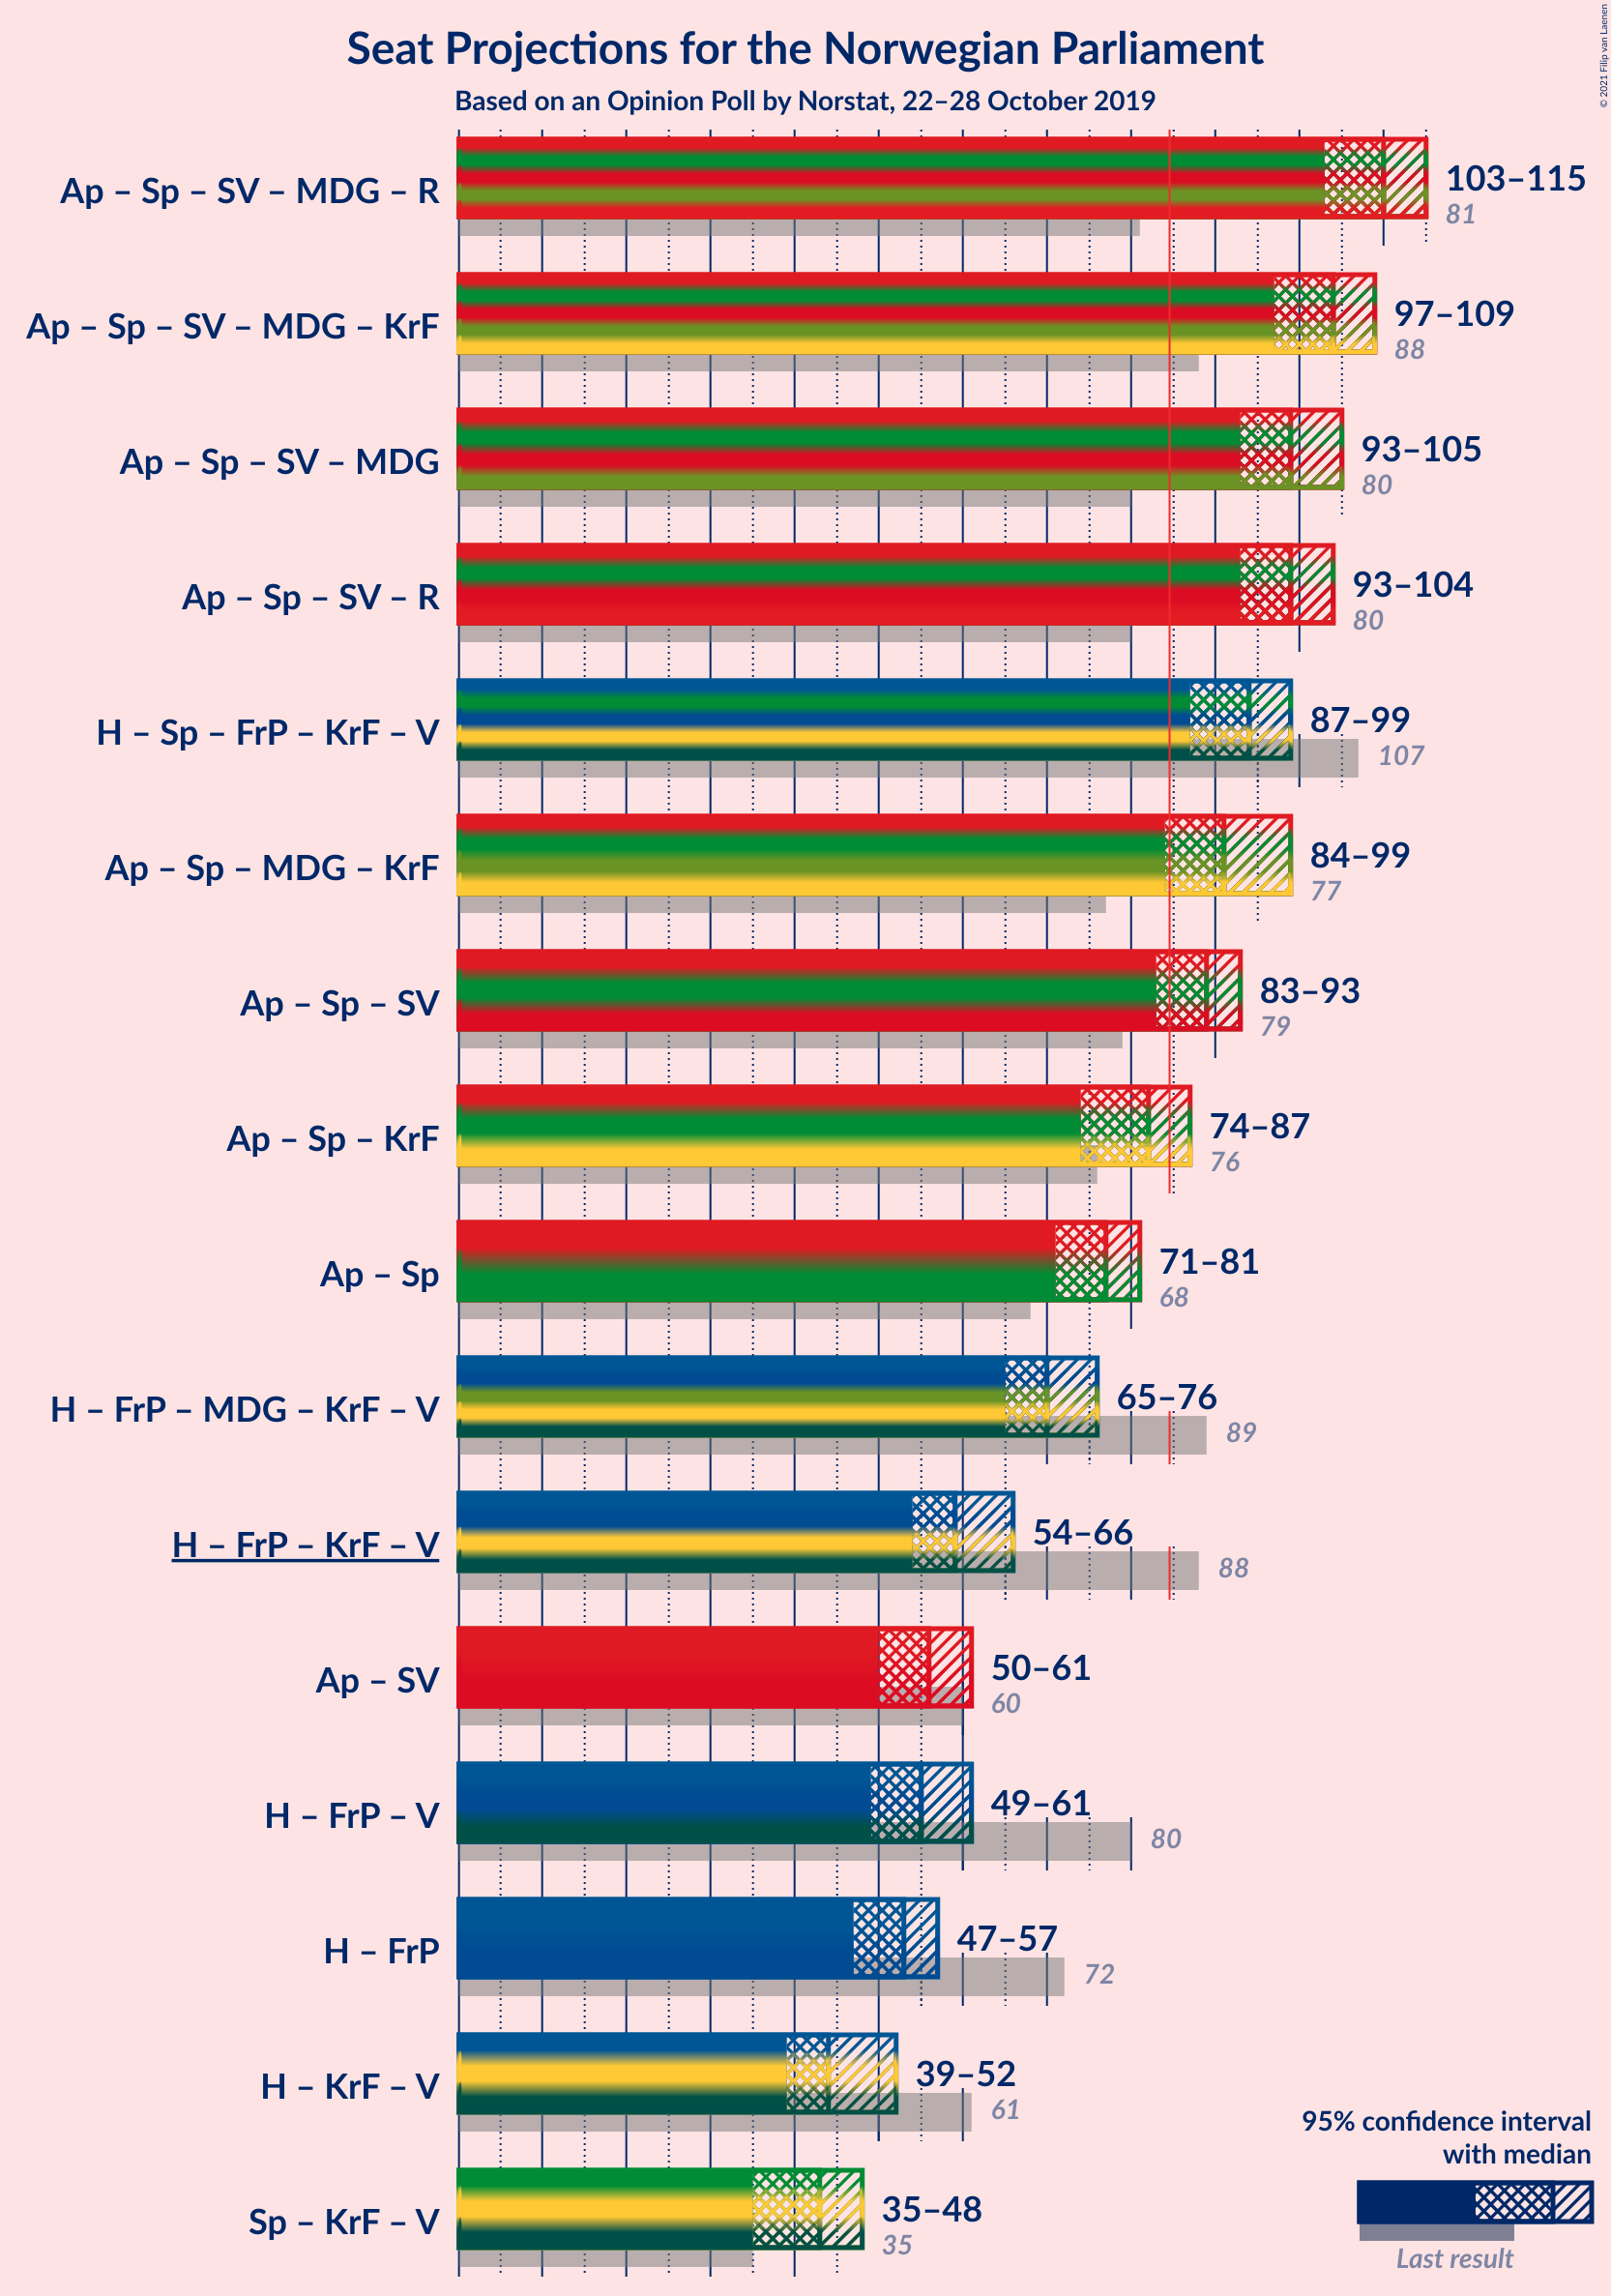 Seat Projections for the Norwegian Parliament
Based on an Opinion Poll by Norstat, 22–28 October 2019
© 2021 Filip van Laenen
Ap – Sp – SV – MDG – R
103–115
81
Ap – Sp – SV – MDG – KrF
97–109
88
Ap – Sp – SV – MDG
93–105
80
Ap – Sp – SV – R
93–104
80
H – Sp – FrP – KrF – V
87–99
107
Ap – Sp – MDG – KrF
84–99
77
Ap – Sp – SV
83–93
79
Ap – Sp – KrF
74–87
76
Ap – Sp
71–81
68
H – FrP – MDG – KrF – V
65–76
89
H – FrP – KrF – V
54–66
88
Ap – SV
50–61
60
H – FrP – V
49–61
80
H – FrP
47–57
72
H – KrF – V
39–52
61
Sp – KrF – V
35–48
35
95% confidence interval
with median
Last result